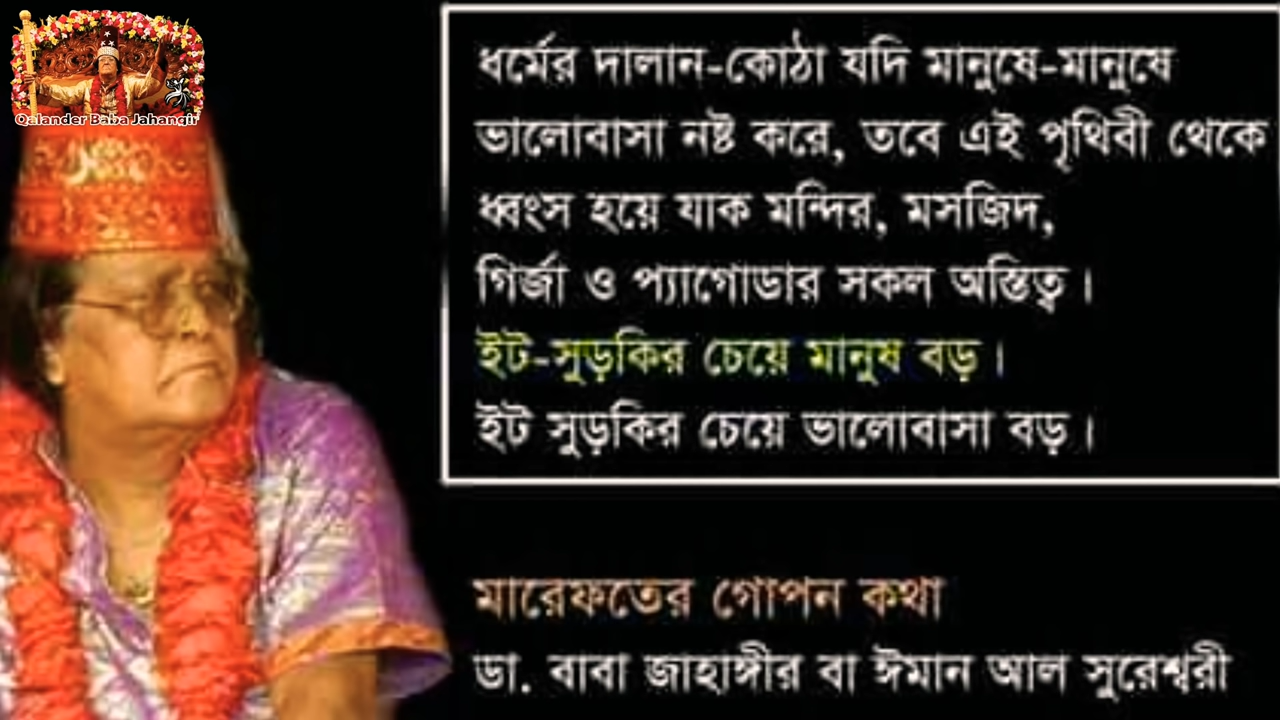 Qalander Baba Jahangir
ধর্মের দালান-কোঠা যদি মানুষে-মানুষে
ভালোবাসা নষ্ট করে, তবে এই পৃথিবী থেকে
ধ্বংস হয়ে যাক মন্দির, মসজিদ,
গির্জা ও প্যাগোডার সকল অস্তিত্ব।
ইট-সুড়কির চেয়ে মানুষ বড়।
ইট সুড়কির চেয়ে ভালোবাসা বড়।
মারেফতের গোপন কথা
ডা. বাবা জাহাঙ্গীর বা ঈমান আল সুরেশ্বরী